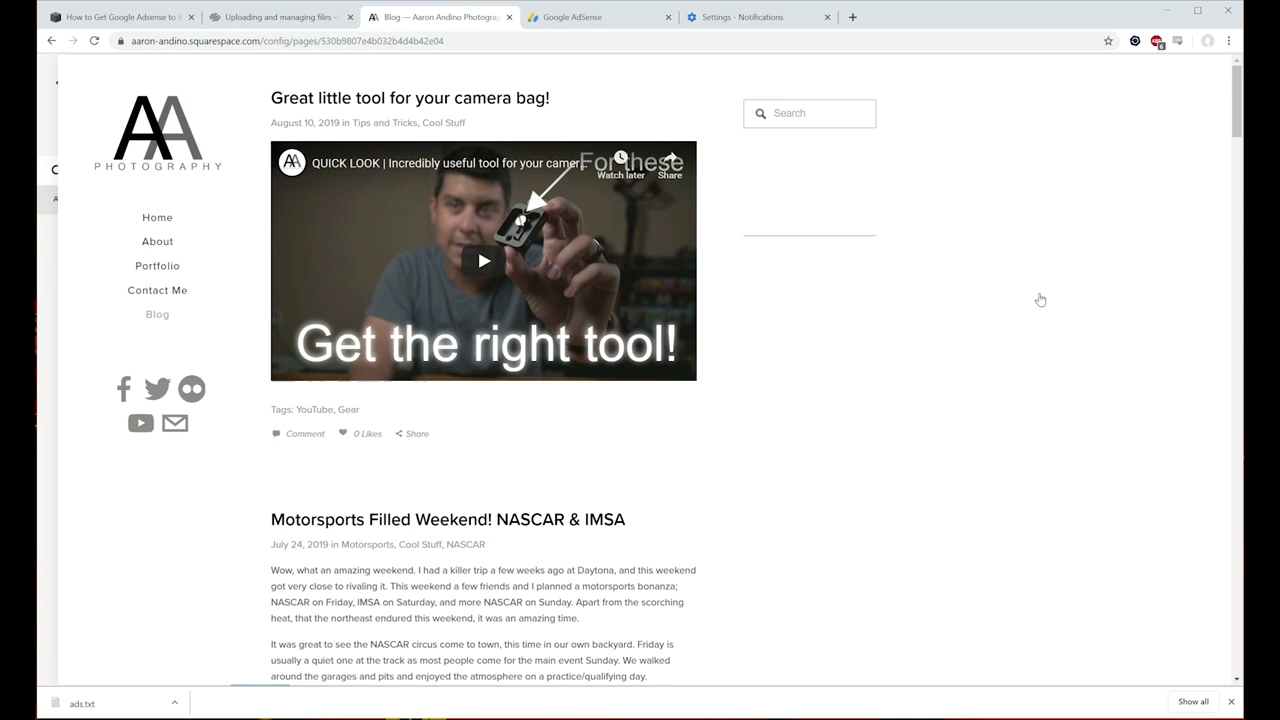 How to Get Google Adsense to V
Uploading and managing files -
Blog — Aaron Andino Photograp
Google AdSense
Settings - Notifications
aaron-andino.squarespace.com/config/pages/530b9807e4b032b4d4b42e04
AA
PHOTOGRAPHY
Home
About
Portfolio
Contact Me
Blog
Great little tool for your camera bag!
August 10, 2019 in Tips and Tricks, Cool Stuff
AA
QUICK LOOK | Incredibly useful tool for your camer...
For these
Watch later
Share
Get the right tool!
Tags: YouTube, Gear
Comment 0 Likes Share
Motorsports Filled Weekend! NASCAR & IMSA
July 24, 2019 in Motorsports, Cool Stuff, NASCAR
Wow, what an amazing weekend. I had a killer trip a few weeks ago at Daytona, and this weekend
got very close to rivaling it. This weekend a few friends and I planned a motorsports bonanza;
NASCAR on Friday, IMSA on Saturday, and more NASCAR on Sunday. Apart from the scorching
heat, that the northeast endured this weekend, it was an amazing time.
It was great to see the NASCAR circus come to town, this time in our own backyard. Friday is
usually a quiet one at the track as most people come for the main event Sunday. We walked
around the garages and pits and enjoyed the atmosphere on a practice/qualifying day.
Search
ads.txt
Show all